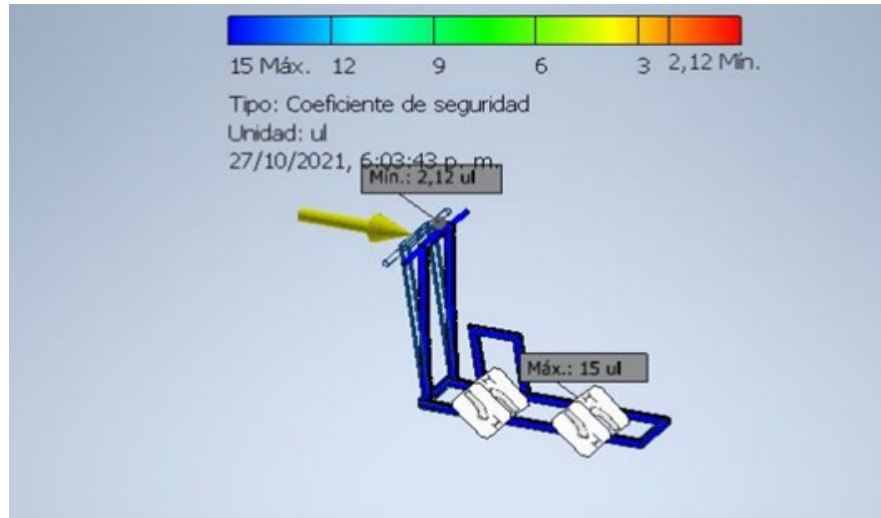 15 Máx. 12 9 6 3 2,12 Mín.
Tipo: Coeficiente de seguridad
Unidad: ul
27/10/2021, 6:03:43 p. m.
Mín.: 2,12 ul
Máx.: 15 ul